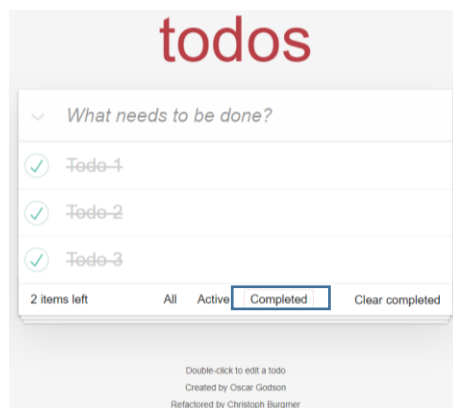 todos
What needs to be done?
Todo 1
Todo 2
Todo 3
2 items left All Active Completed Clear completed
Double-click to edit a todo
Created by Oscar Godson
Refactored by Christoph Burgmer